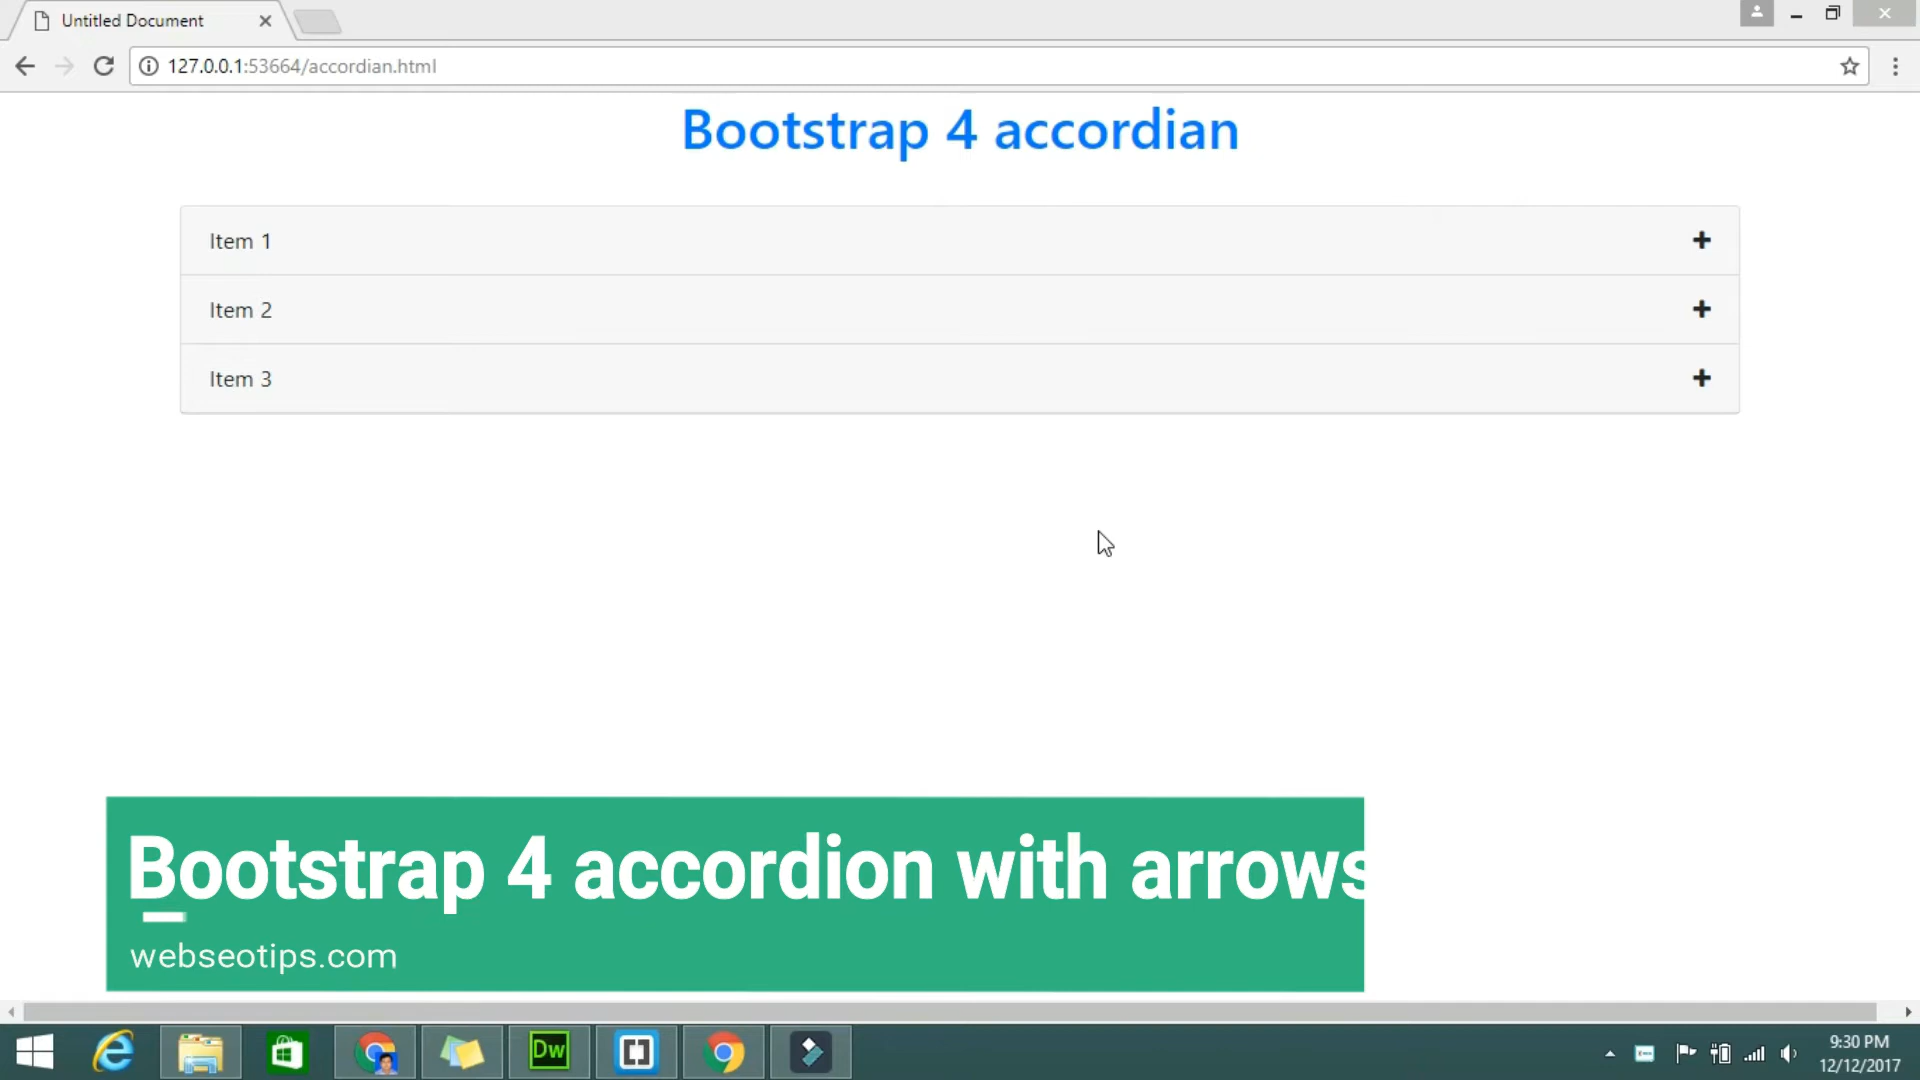 Untitled Document
127.0.0.1:53664/accordian.html
Bootstrap 4 accordian
Item 1
Item 2
Item 3
Bootstrap 4 accordion with arrows
webseotips.com
Dw
9:30 PM
12/12/2017